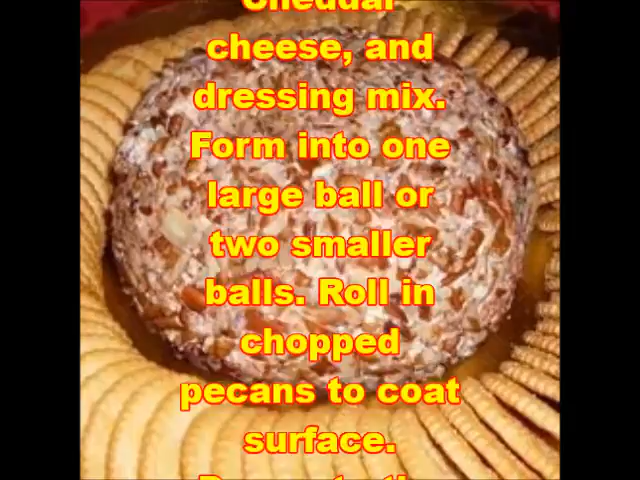 Cheddar
cheese, and
dressing mix.
Form into one
large ball or
two smaller
balls. Roll in
chopped
pecans to coat
surface.